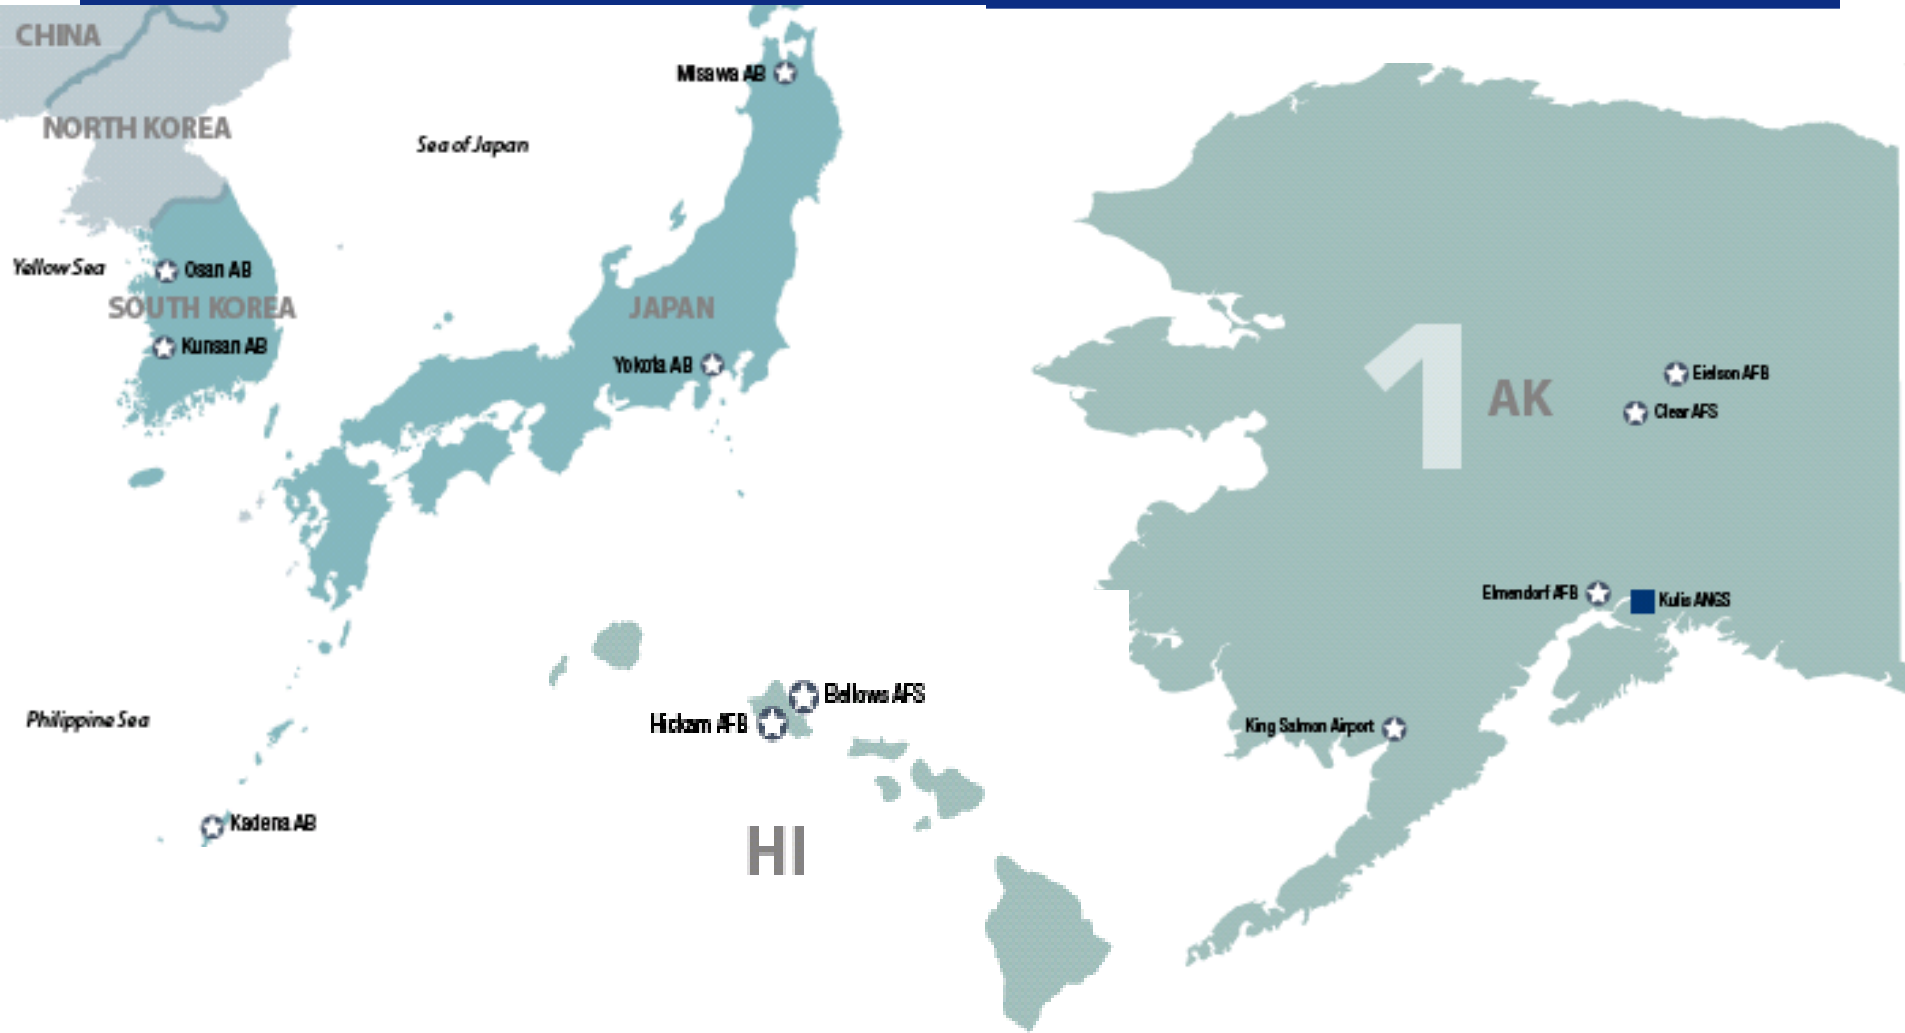 CHINA
Misawa AB
NORTH KOREA
Sea of Japan
Yellow Sea
Osan AB
SOUTH KOREA
JAPAN
Kunsan AB
Yokota AB
1
AK
Eielson AFB
Clear AFS
Elmendorf AFB
Kulis ANGS
Philippine Sea
Bellows AFS
Hickam AFB
King Salmon Airport
Kadena AB
HI